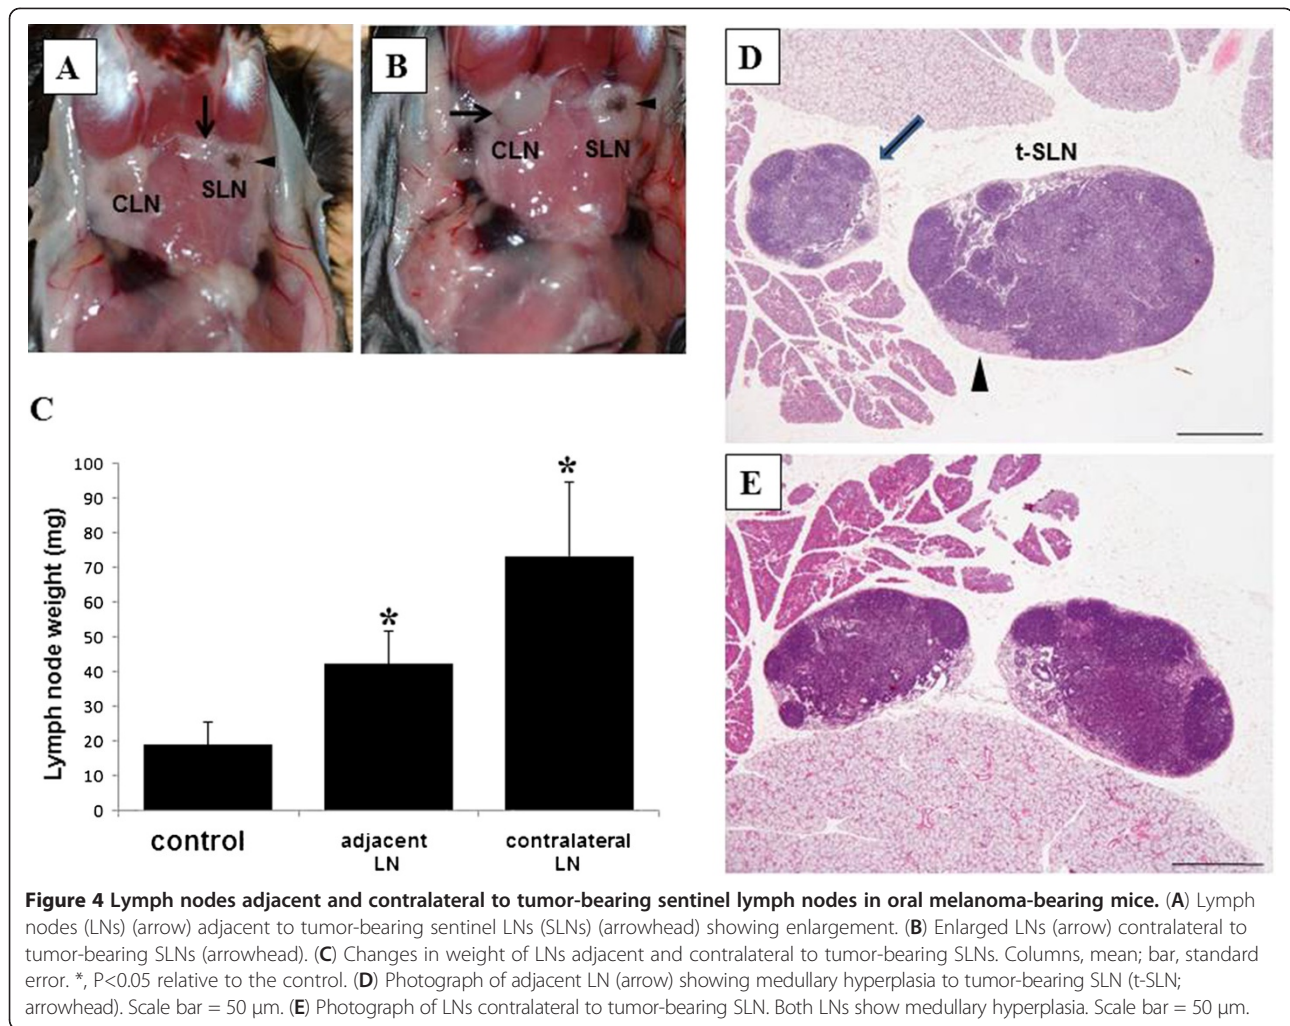 A
CLN
SLN
B
CLN
SLN
C
Lymph node weight (mg)
100
90
80
70
60
50
40
30
20
10
0
*
*
control
adjacent
LN
contralateral
LN
D
t-SLN
E
Figure 4 Lymph nodes adjacent and contralateral to tumor-bearing sentinel lymph nodes in oral melanoma-bearing mice. (A) Lymph
nodes (LNs) (arrow) adjacent to tumor-bearing sentinel LNs (SLNs) (arrowhead) showing enlargement. (B) Enlarged LNs (arrow) contralateral to
tumor-bearing SLNs (arrowhead). (C) Changes in weight of LNs adjacent and contralateral to tumor-bearing SLNs. Columns, mean; bar, standard
error. *, P<0.05 relative to the control. (D) Photograph of adjacent LN (arrow) showing medullary hyperplasia to tumor-bearing SLN (t-SLN;
arrowhead). Scale bar = 50 μm. (E) Photograph of LNs contralateral to tumor-bearing SLN. Both LNs show medullary hyperplasia. Scale bar = 50 μm.